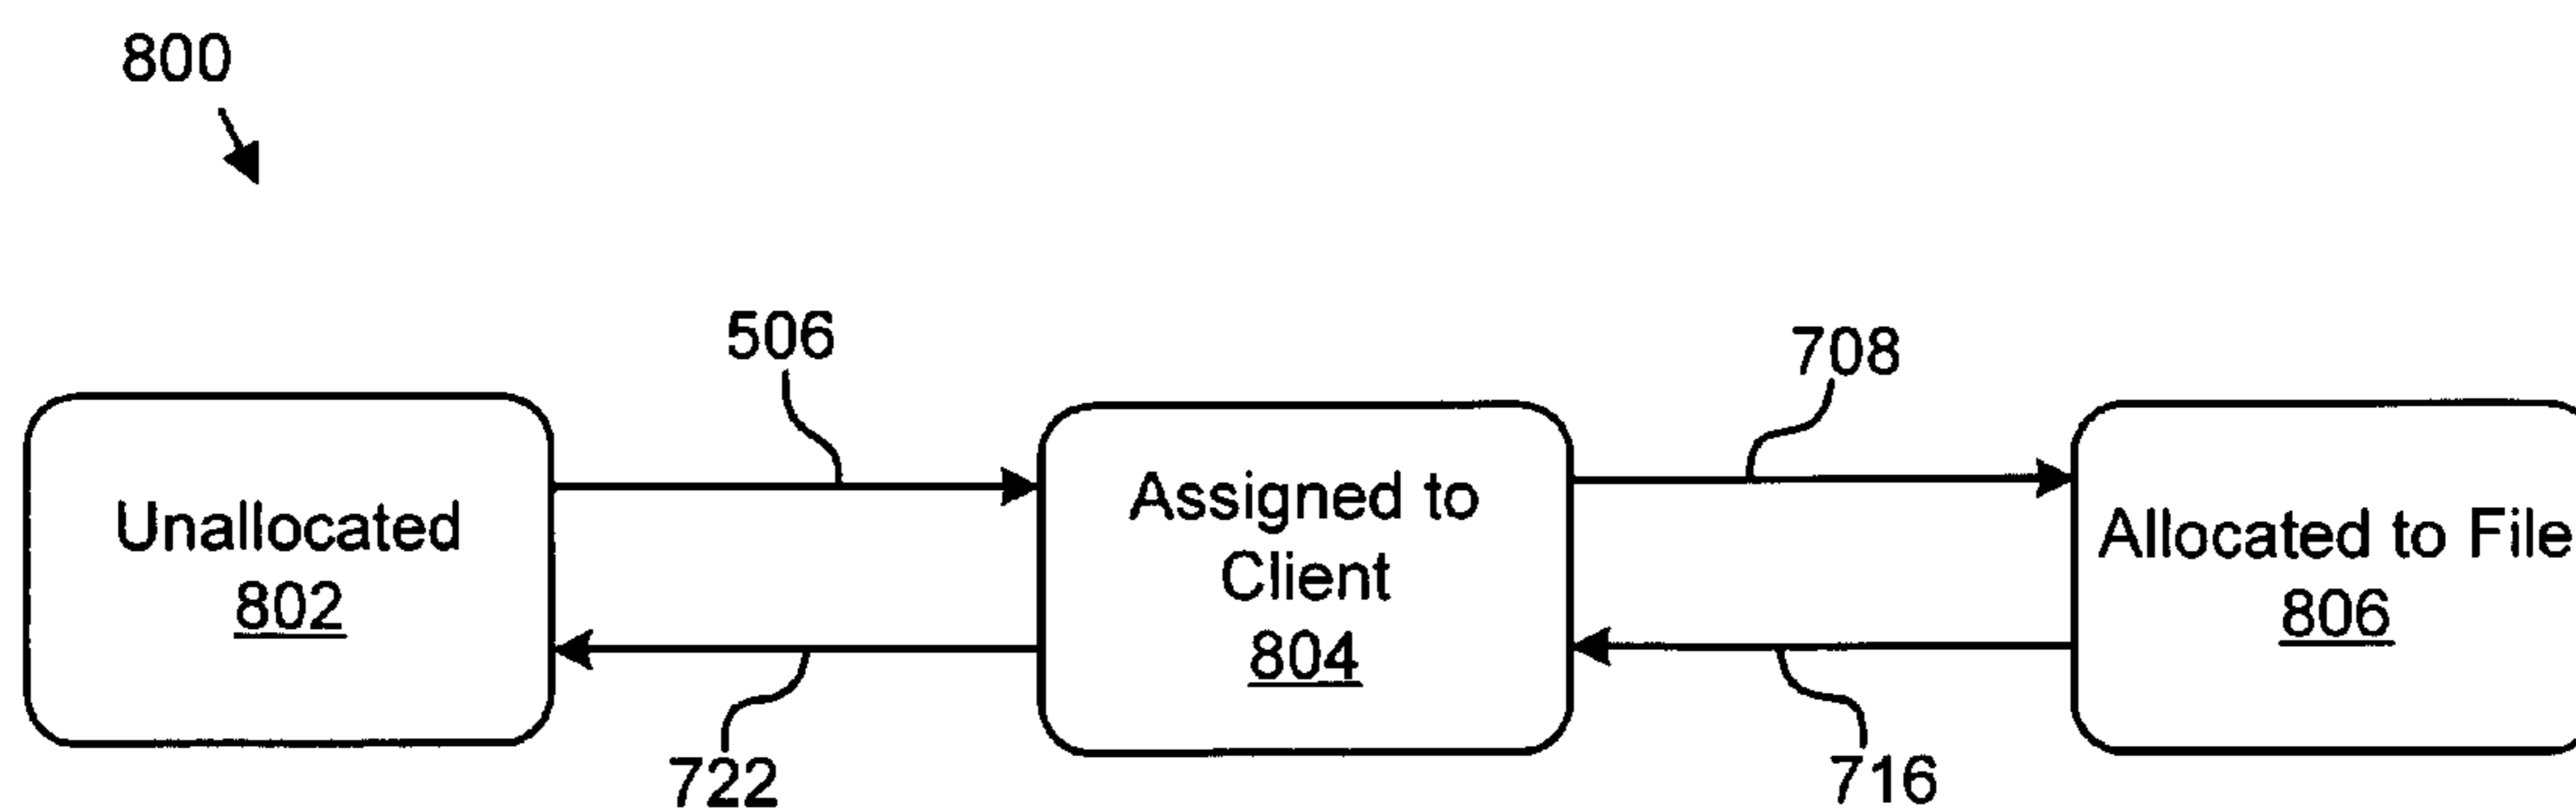 800
506
708
Unallocated
802
Assigned to
Client
804
Allocated to File
806
722
716